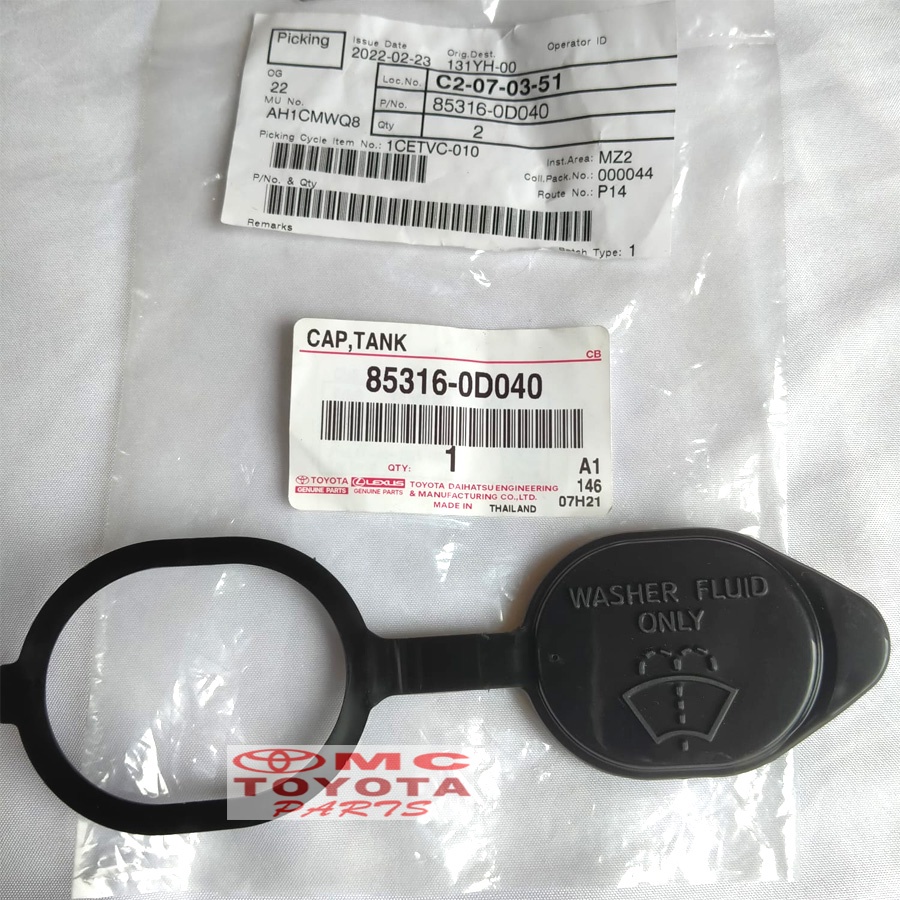 Picking
Issue Date
2022-02-23
Orig.Dest.
131YH-00
Operator ID
OG
22
Loc.No. C2-07-03-51
MU No.
AH1CMWQ8
P/No. 85316-0D040
Qty 2
Picking Cycle Item No.: 1CETVC-010
Inst.Area: MZ2
Coll.Pack.No.: 000044
Route No.: P14
P/No. & Qty
Remarks
Batch Type: 1
CAP,TANK
CB
85316-0D040
QTY: 1
A1
146
07H21
TOYOTA
GENUINE PARTS
LEXUS
GENUINE PARTS
TOYOTA DAIHATSU ENGINEERING
& MANUFACTURING CO.,LTD.
MADE IN THAILAND
WASHER FLUID
ONLY
MC
TOYOTA
PARTS